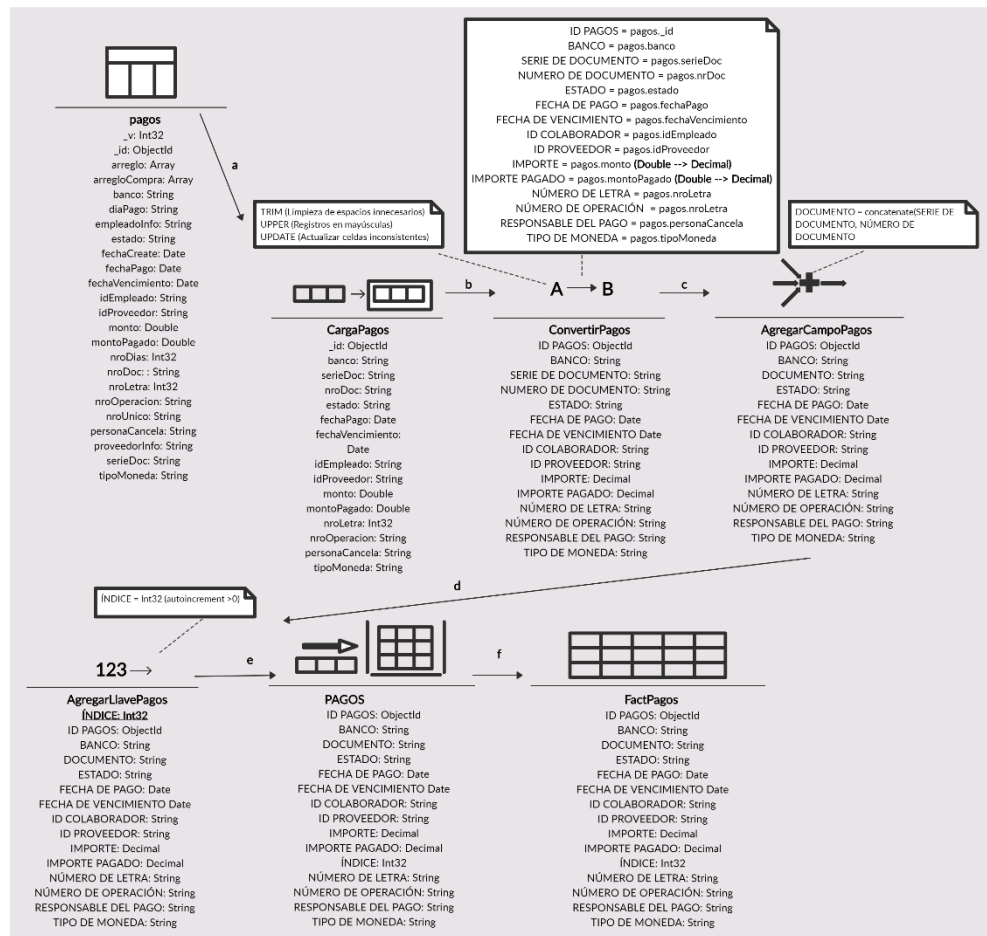 pagos
_v: Int32
_id: ObjectId
arreglo: Array
arregloCompra: Array
banco: String
diaPago: String
empleadoInfo: String
estado: String
fechaCreate: Date
fechaPago: Date
fechaVencimiento: Date
idEmpleado: String
idProveedor: String
monto: Double
montoPagado: Double
nroDias: Int32
nroDoc: : String
nroLetra: Int32
nroOperacion: String
nroUnico: String
personaCancela: String
proveedorInfo: String
serieDoc: String
tipoMoneda: String
a
TRIM (Limpieza de espacios innecesarios)
UPPER (Registros en mayúsculas)
UPDATE (Actualizar celdas inconsistentes)
ID PAGOS = pagos._id
BANCO = pagos.banco
SERIE DE DOCUMENTO = pagos.serieDoc
NUMERO DE DOCUMENTO = pagos.nrDoc
ESTADO = pagos.estado
FECHA DE PAGO = pagos.fechaPago
FECHA DE VENCIMIENTO = pagos.fechaVencimiento
ID COLABORADOR = pagos.idEmpleado
ID PROVEEDOR = pagos.idProveedor
IMPORTE = pagos.monto (Double --> Decimal)
IMPORTE PAGADO = pagos.montoPagado (Double --> Decimal)
NÚMERO DE LETRA = pagos.nroLetra
NÚMERO DE OPERACIÓN = pagos.nroLetra
RESPONSABLE DEL PAGO = pagos.personaCancela
TIPO DE MONEDA = pagos.tipoMoneda
DOCUMENTO = concatenate(SERIE DE
DOCUMENTO, NÚMERO DE
DOCUMENTO
CargaPagos
_id: ObjectId
banco: String
serieDoc: String
nroDoc: String
estado: String
fechaPago: Date
fechaVencimiento:
Date
idEmpleado: String
idProveedor: String
monto: Double
montoPagado: Double
nroLetra: Int32
nroOperacion: String
personaCancela: String
tipoMoneda: String
b
A B
ConvertirPagos
ID PAGOS: ObjectId
BANCO: String
SERIE DE DOCUMENTO: String
NUMERO DE DOCUMENTO: String
ESTADO: String
FECHA DE PAGO: Date
FECHA DE VENCIMIENTO Date
ID COLABORADOR: String
ID PROVEEDOR: String
IMPORTE: Decimal
IMPORTE PAGADO: Decimal
NÚMERO DE LETRA: String
NÚMERO DE OPERACIÓN: String
RESPONSABLE DEL PAGO: String
TIPO DE MONEDA: String
c
AgregarCampoPagos
ID PAGOS: ObjectId
BANCO: String
DOCUMENTO: String
ESTADO: String
FECHA DE PAGO: Date
FECHA DE VENCIMIENTO Date
ID COLABORADOR: String
ID PROVEEDOR: String
IMPORTE: Decimal
IMPORTE PAGADO: Decimal
NÚMERO DE LETRA: String
NÚMERO DE OPERACIÓN: String
RESPONSABLE DEL PAGO: String
TIPO DE MONEDA: String
d
ÍNDICE = Int32 (autoincrement >0)
123
AgregarLlavePagos
ÍNDICE: Int32
ID PAGOS: ObjectId
BANCO: String
DOCUMENTO: String
ESTADO: String
FECHA DE PAGO: Date
FECHA DE VENCIMIENTO Date
ID COLABORADOR: String
ID PROVEEDOR: String
IMPORTE: Decimal
IMPORTE PAGADO: Decimal
NÚMERO DE LETRA: String
NÚMERO DE OPERACIÓN: String
RESPONSABLE DEL PAGO: String
TIPO DE MONEDA: String
e
PAGOS
ID PAGOS: ObjectId
BANCO: String
DOCUMENTO: String
ESTADO: String
FECHA DE PAGO: Date
FECHA DE VENCIMIENTO Date
ID COLABORADOR: String
ID PROVEEDOR: String
IMPORTE: Decimal
IMPORTE PAGADO: Decimal
ÍNDICE: Int32
NÚMERO DE LETRA: String
NÚMERO DE OPERACIÓN: String
RESPONSABLE DEL PAGO: String
TIPO DE MONEDA: String
f
FactPagos
ID PAGOS: ObjectId
BANCO: String
DOCUMENTO: String
ESTADO: String
FECHA DE PAGO: Date
FECHA DE VENCIMIENTO Date
ID COLABORADOR: String
ID PROVEEDOR: String
IMPORTE: Decimal
IMPORTE PAGADO: Decimal
ÍNDICE: Int32
NÚMERO DE LETRA: String
NÚMERO DE OPERACIÓN: String
RESPONSABLE DEL PAGO: String
TIPO DE MONEDA: String